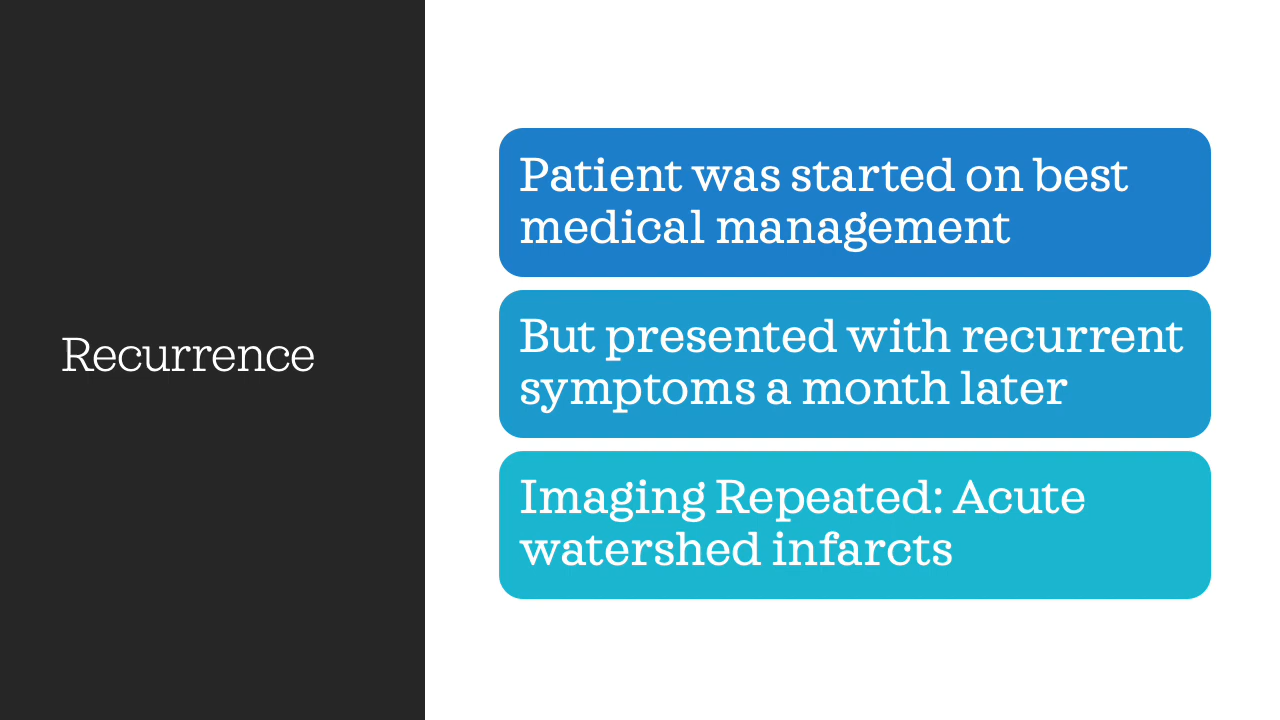 Recurrence
Patient was started on best
medical management
But presented with recurrent
symptoms a month later
Imaging Repeated: Acute
watershed infarcts